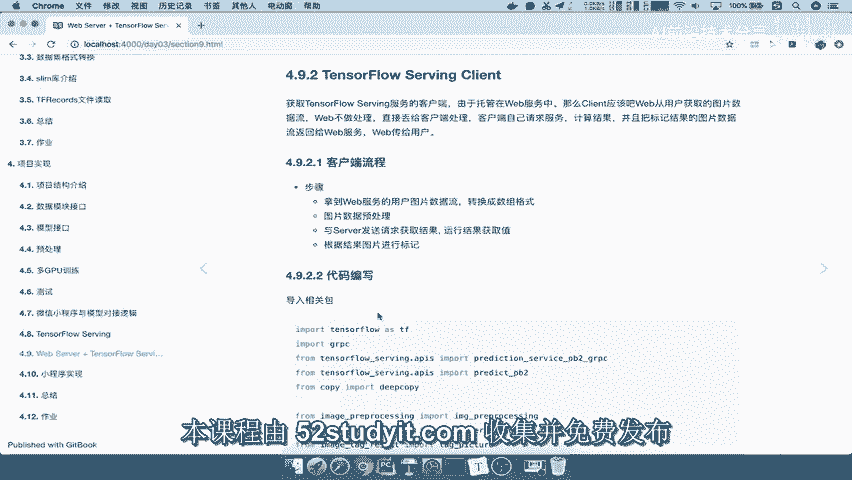 Chrome 文件 修改 视图 历史记录 书签 其他人 电动窗 帮助
100%
Web Server + TensorFlow Ser
localhost:4000/day03/section9.html
3.3. 数据集格式转换
3.4. slim库介绍
3.5. TFRecords文件读取
3.6. 总结
3.7. 作业
4. 项目实现
4.1. 项目结构介绍
4.2. 数据模块接口
4.3. 模型接口
4.4. 预处理
4.5. 多GPU训练
4.6. 测试
4.7. 微信小程序与模型对接逻辑
4.8. TensorFlow Serving
4.9. Web Server + TensorFlow Servi...
4.10. 小程序实现
4.11. 总结
4.12. 作业
Published with GitBook
4.9.2 TensorFlow Serving Client
获取TensorFlow Serving服务的客户端，由于托管在Web服务中、那么Client应该吧Web从用户获取的图片数
据流，Web不做处理，直接丢给客户端处理，客户端自己请求服务，计算结果，并且把标记结果的图片数据
流返回给Web服务，Web传给用户。
4.9.2.1 客户端流程
• 步骤
◦ 拿到Web服务的用户图片数据流，转换成数组格式
◦ 图片数据预处理
◦ 与Server发送请求获取结果, 运行结果获取值
◦ 根据结果图片进行标记
4.9.2.2 代码编写
导入相关包
import tensorflow as tf
import grpc
from tensorflow_serving.apis import prediction_service_pb2_grpc
from tensorflow_serving.apis import predict_pb2
from copy import deepcopy
from image_preprocessing import img_preprocessing
本课程由 52studyit.com 收集并免费发布